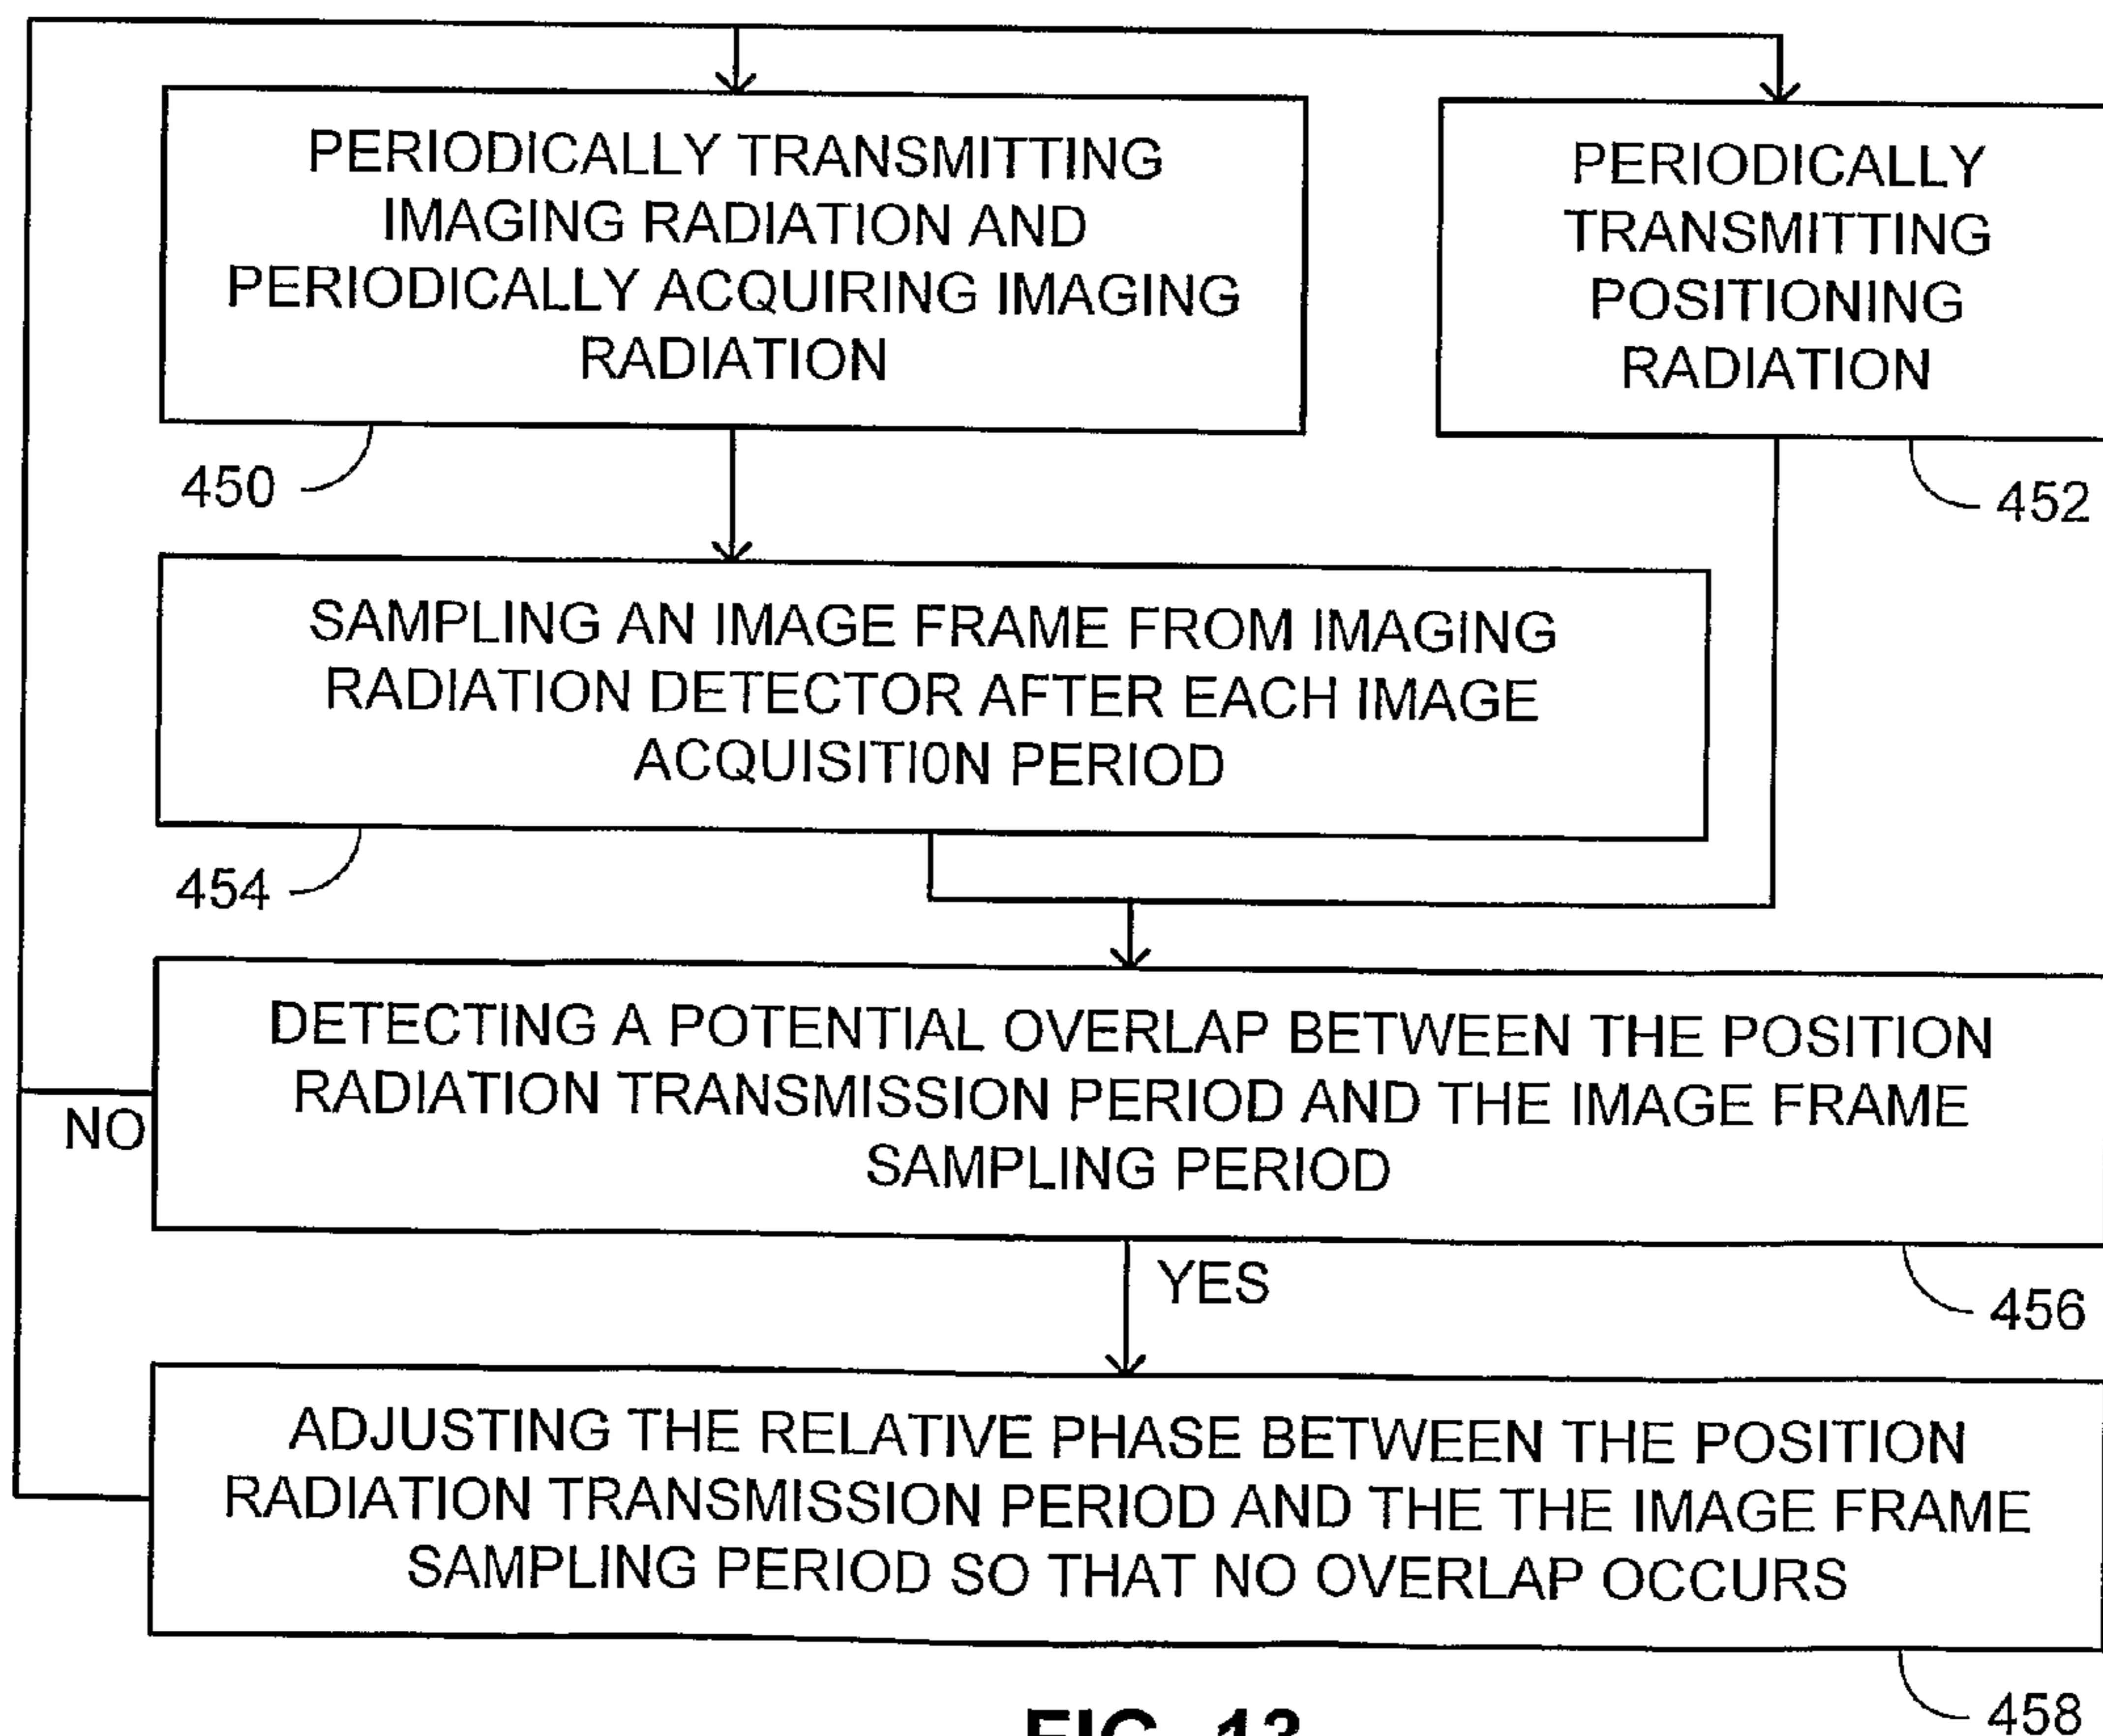 PERIODICALLY TRANSMITTING
IMAGING RADIATION AND
PERIODICALLY ACQUIRING IMAGING
RADIATION
450
PERIODICALLY
TRANSMITTING
POSITIONING
RADIATION
452
SAMPLING AN IMAGE FRAME FROM IMAGING
RADIATION DETECTOR AFTER EACH IMAGE
ACQUISITI0N PERIOD
454
DETECTING A POTENTIAL OVERLAP BETWEEN THE POSITION
RADIATION TRANSMISSION PERIOD AND THE IMAGE FRAME
SAMPLING PERIOD
NO
YES
456
ADJUSTING THE RELATIVE PHASE BETWEEN THE POSITION
RADIATION TRANSMISSION PERIOD AND THE THE IMAGE FRAME
SAMPLING PERIOD SO THAT NO OVERLAP OCCURS
458
FIG.